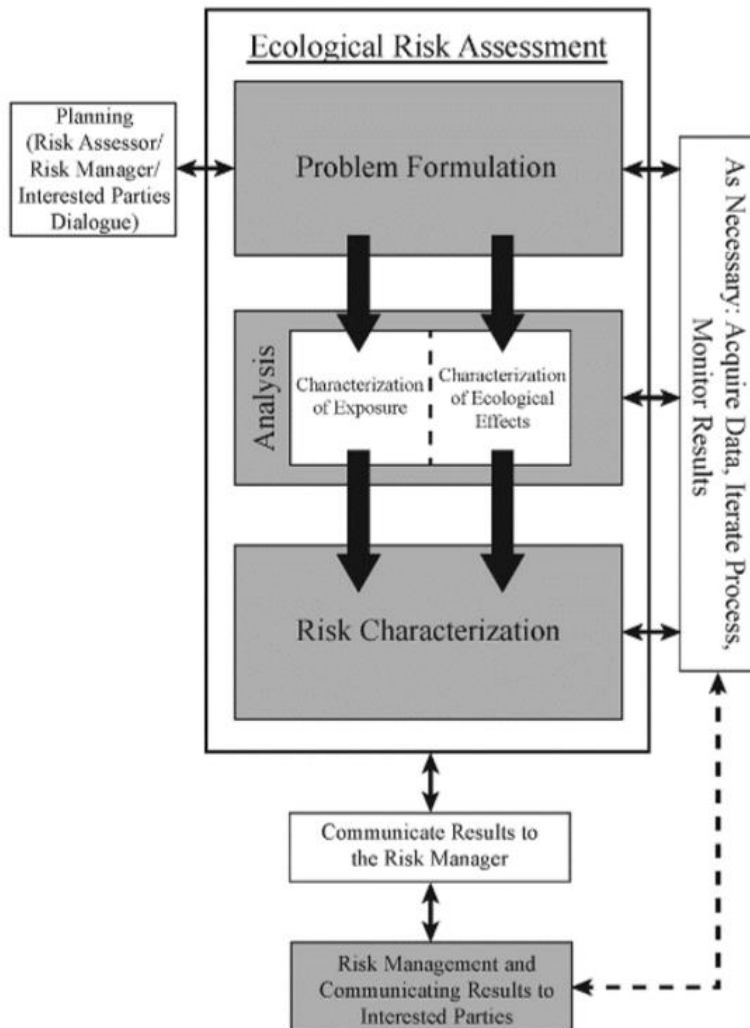 Ecological Risk Assessment
Planning
(Risk Assessor/
Risk Manager/
Interested Parties
Dialogue)
Problem Formulation
As Necessary: Acquire Data, Iterate Process,
Monitor Results
Analysis
Characterization
of Exposure
Characterization
of Ecological
Effects
Risk Characterization
Communicate Results to
the Risk Manager
Risk Management and
Communicating Results to
Interested Parties